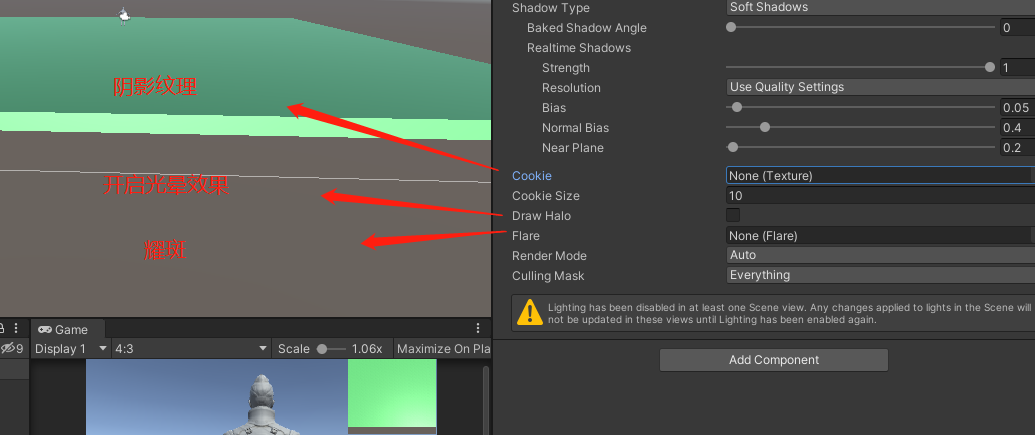 Shadow Type Soft Shadows
Baked Shadow Angle 0
Realtime Shadows
Strength 1
Resolution Use Quality Settings
Bias 0.05
Normal Bias 0.4
Near Plane 0.2
Cookie None (Texture)
Cookie Size 10
Draw Halo
Flare None (Flare)
Render Mode Auto
Culling Mask Everything
Lighting has been disabled in at least one Scene view. Any changes applied to lights in the Scene will
not be updated in these views until Lighting has been enabled again.
Add Component
阴影纹理
开启光晕效果
耀斑
Game
9 Display 1 4:3 Scale 1.06x Maximize On Pla